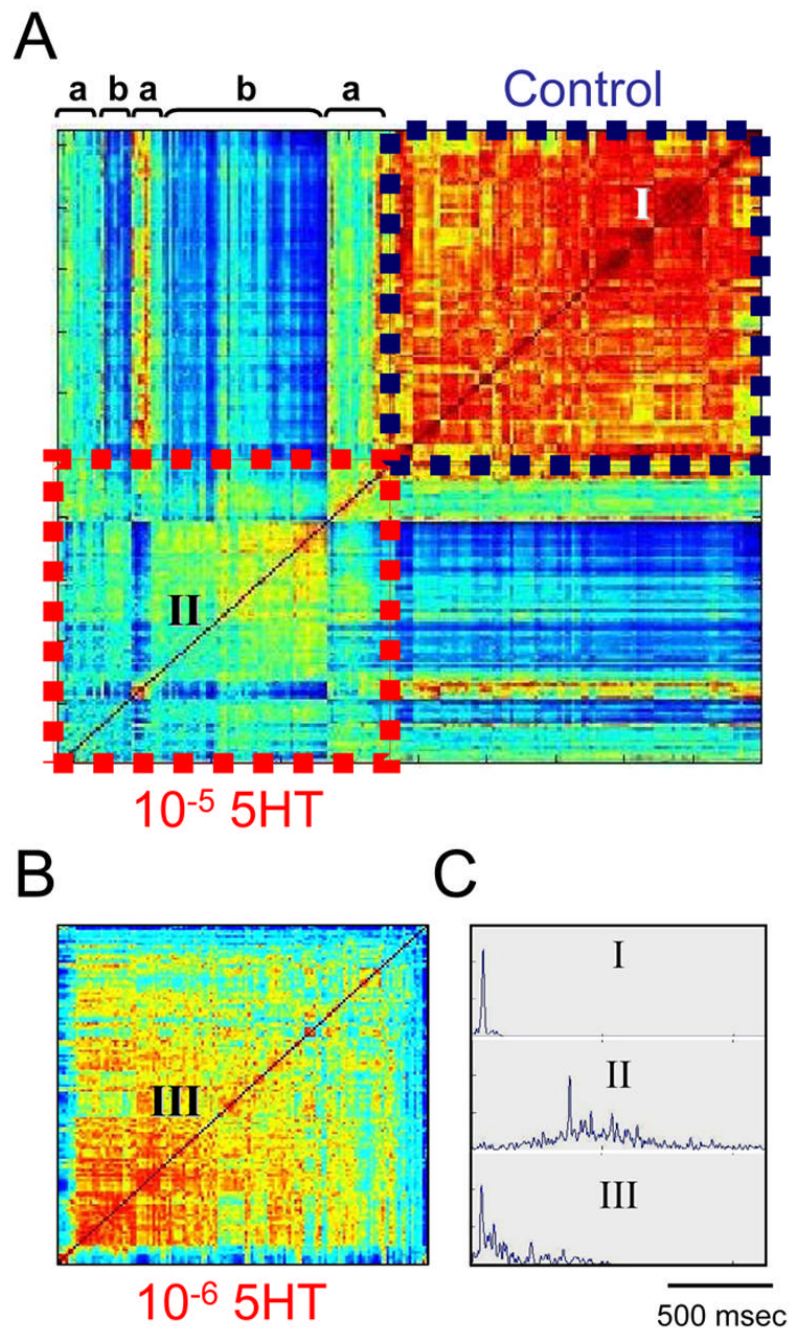 A
a b a b a
Control
I
II
10⁻⁵ 5HT
B
C
III
10⁻⁶ 5HT
I
II
III
500 msec